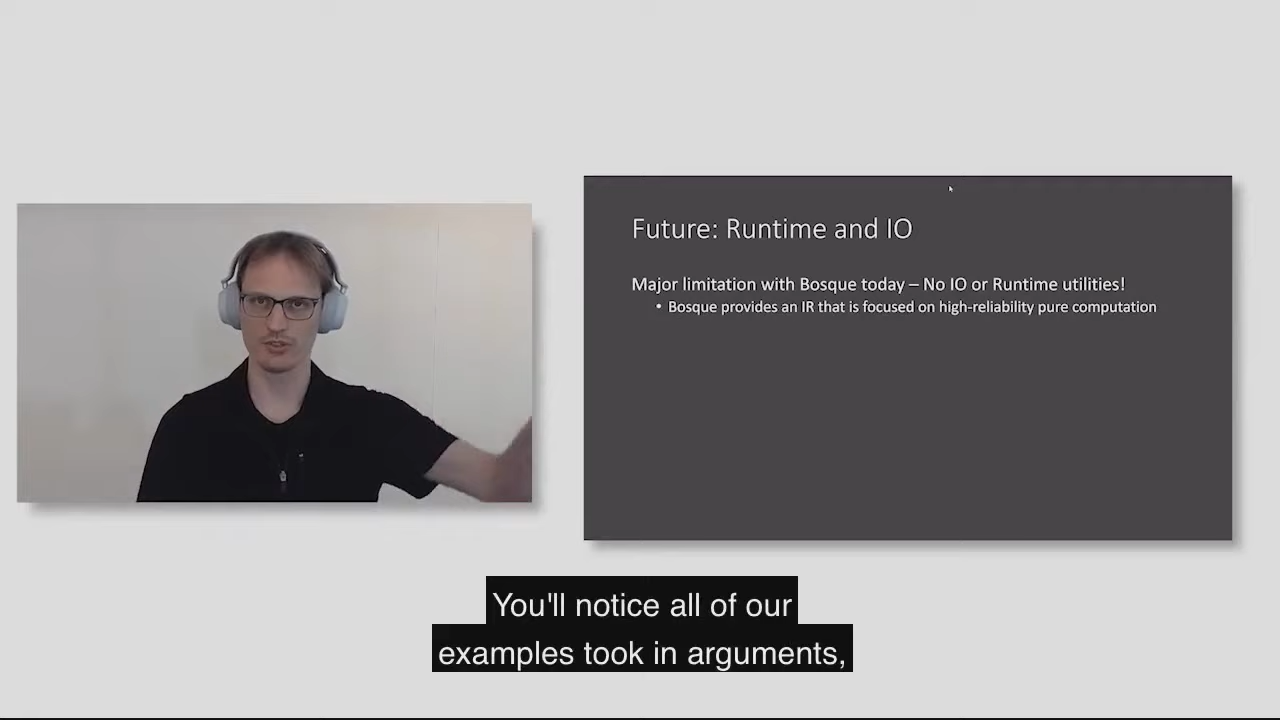 Future: Runtime and IO
Major limitation with Bosque today – No IO or Runtime utilities!
• Bosque provides an IR that is focused on high-reliability pure computation
You'll notice all of our
examples took in arguments,